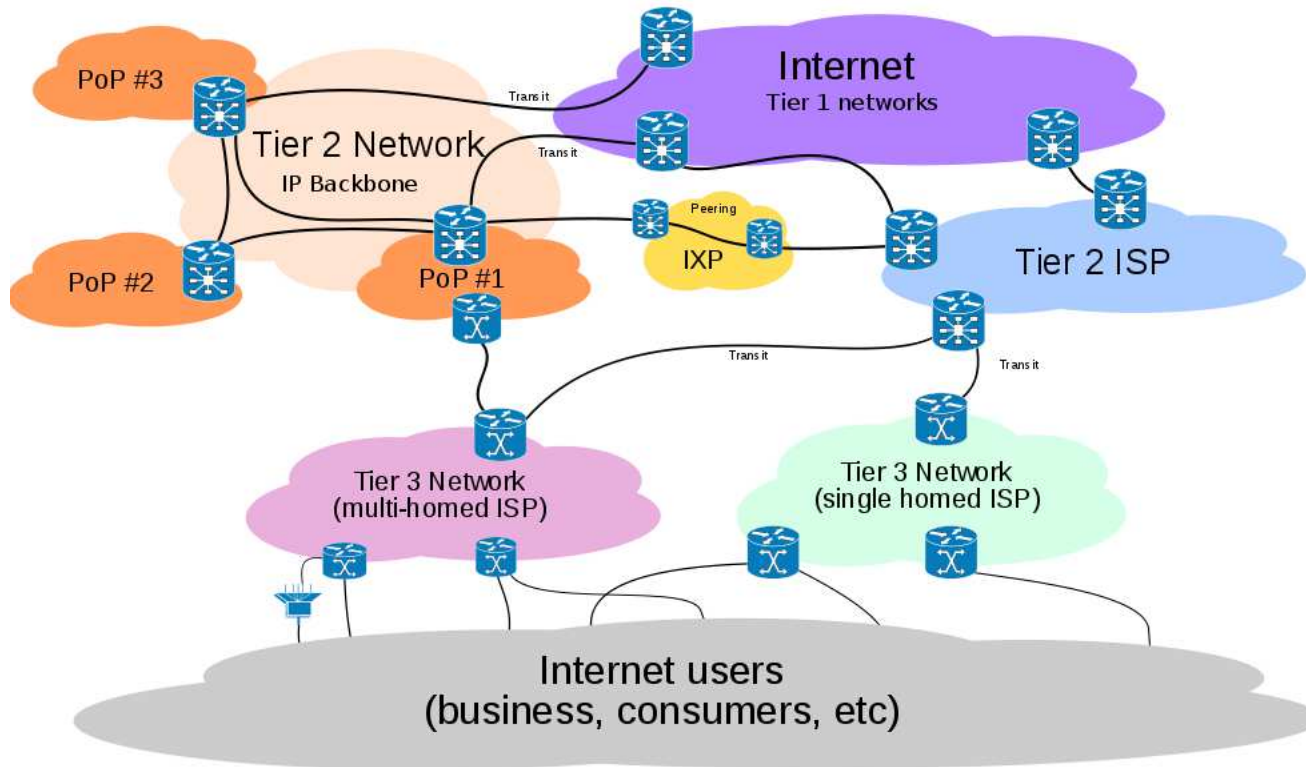 PoP #3
Internet
Tier 1 networks
Transit
Tier 2 Network
IP Backbone
Transit
Peering
IXP
PoP #2
PoP #1
Tier 2 ISP
Transit
Transit
Tier 3 Network
(multi-homed ISP)
Tier 3 Network
(single homed ISP)
Internet users
(business, consumers, etc)